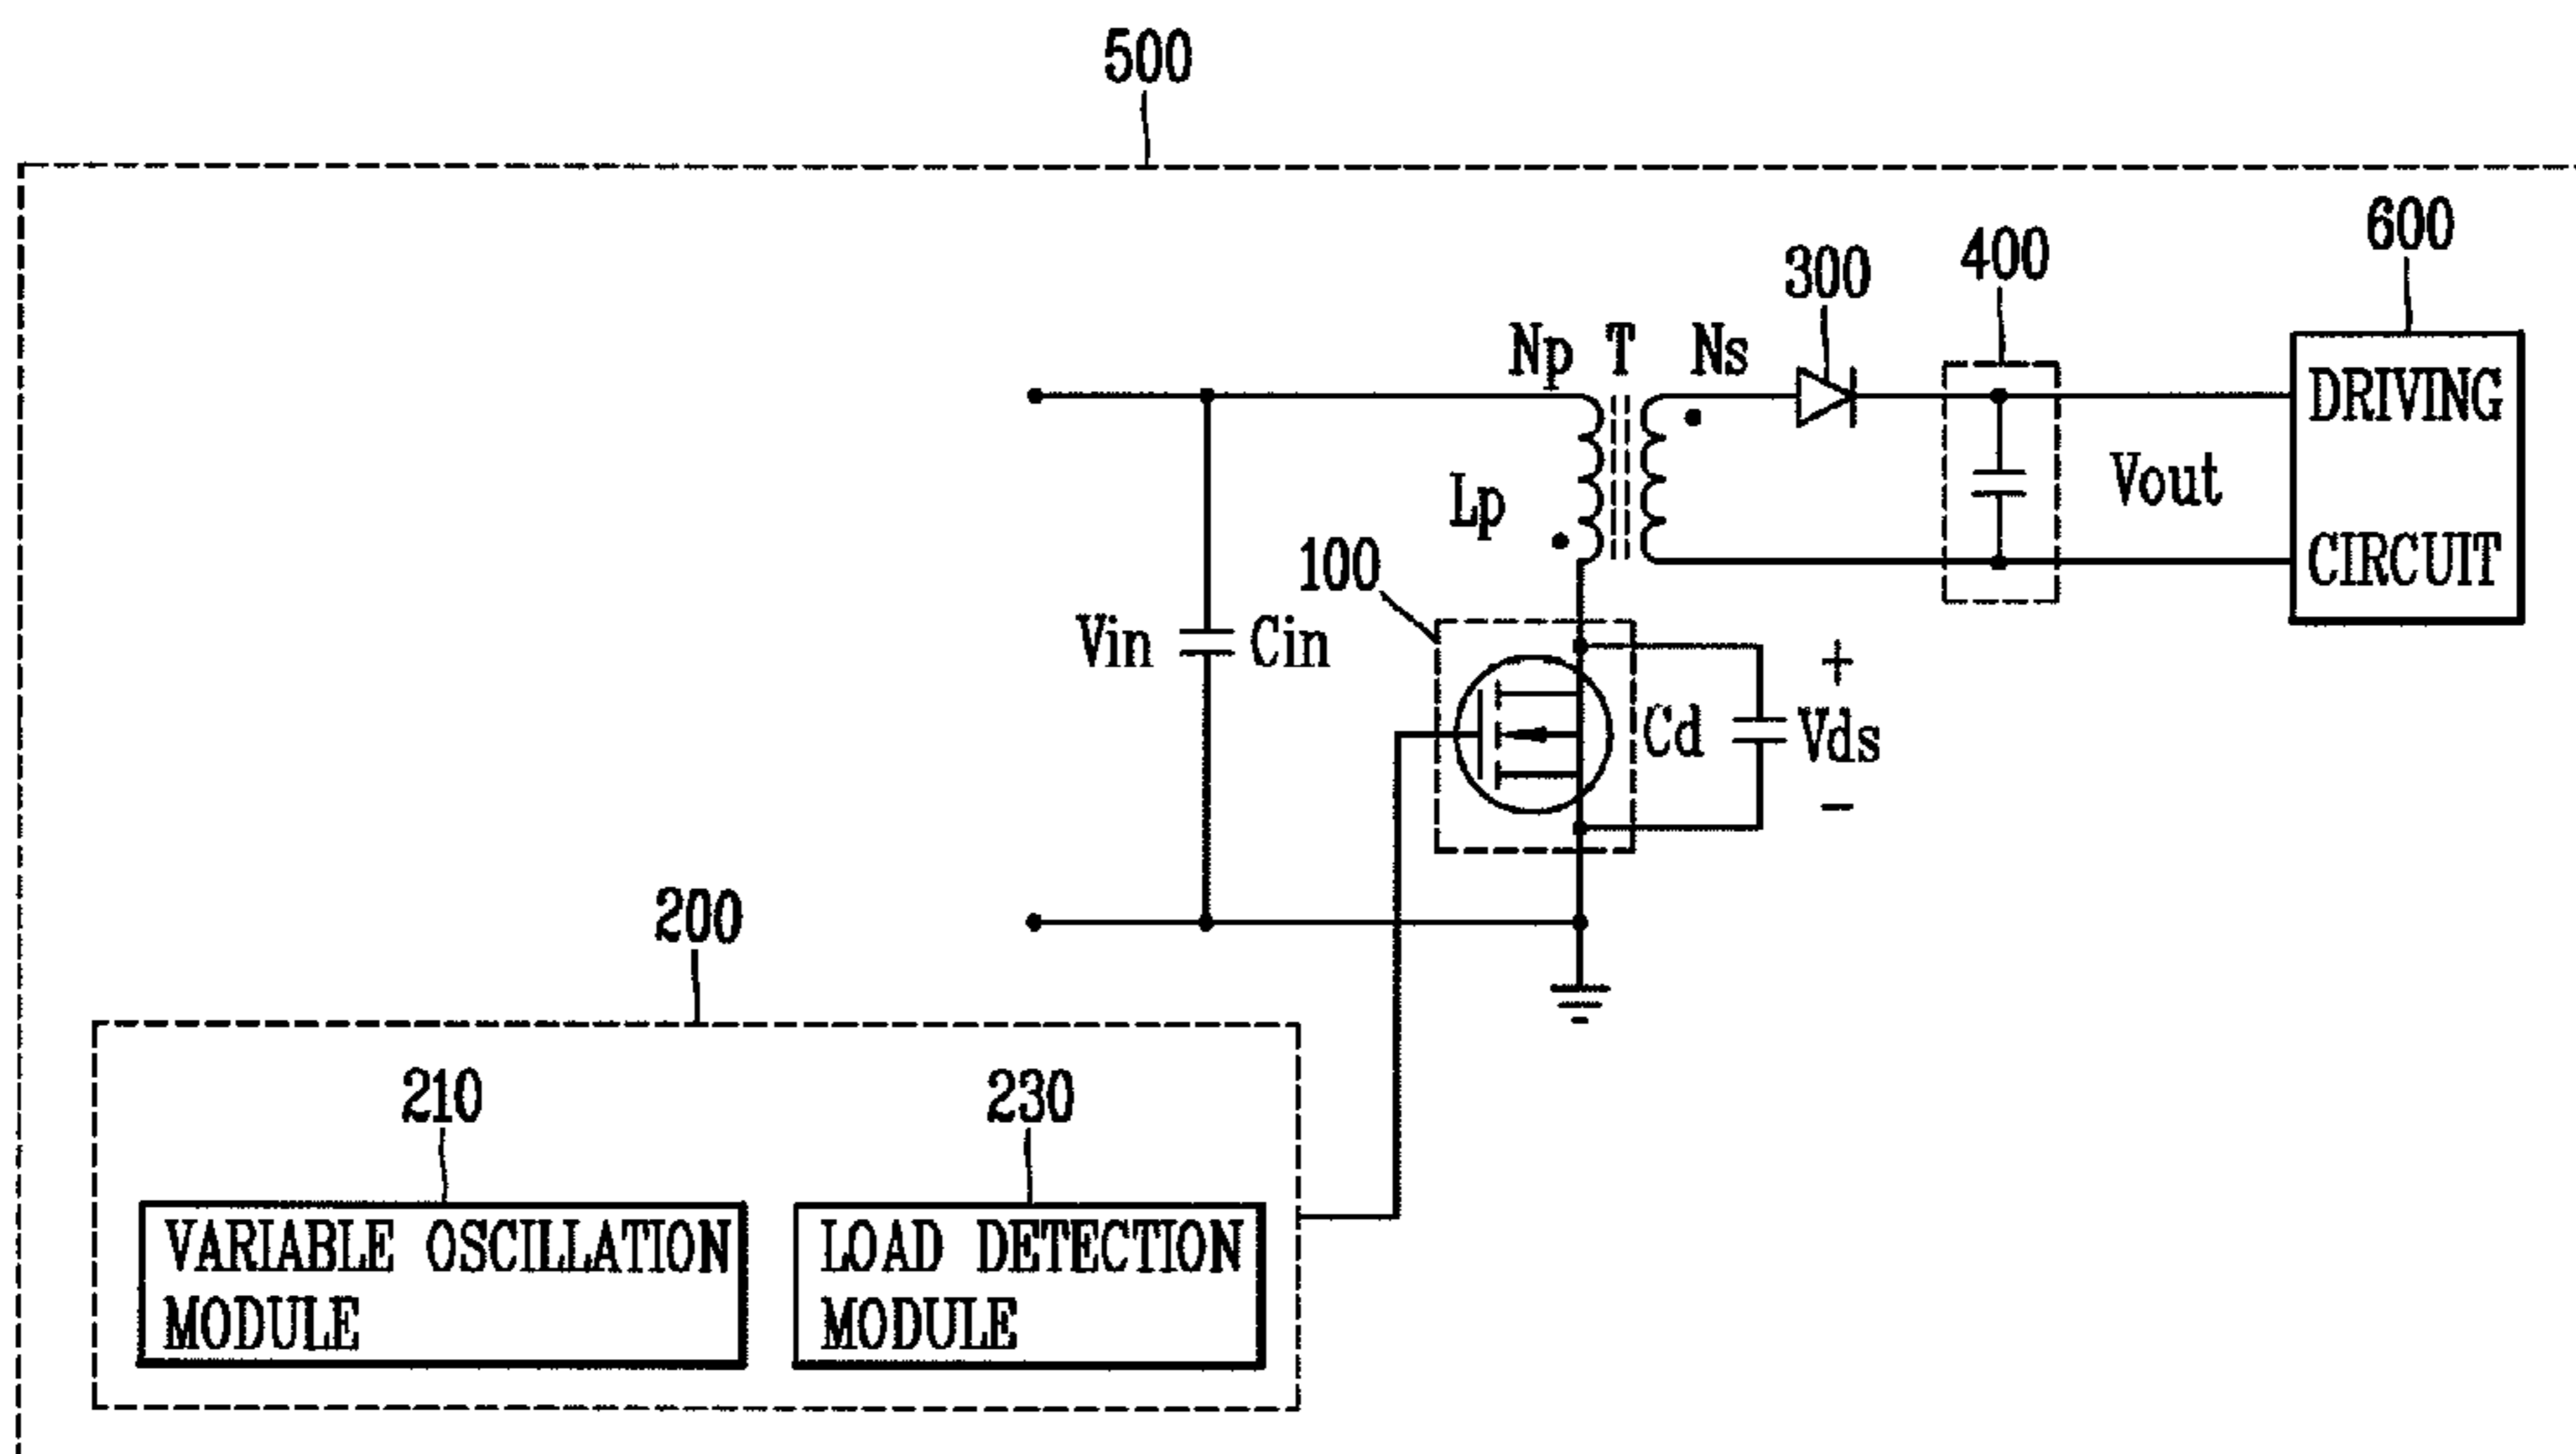 500
600
400
300
Np T Ns
DRIVING
CIRCUIT
Vout
Lp
100
Vin Cin
+
Cd Vds
−
200
210
230
VARIABLE OSCILLATION
MODULE
LOAD DETECTION
MODULE